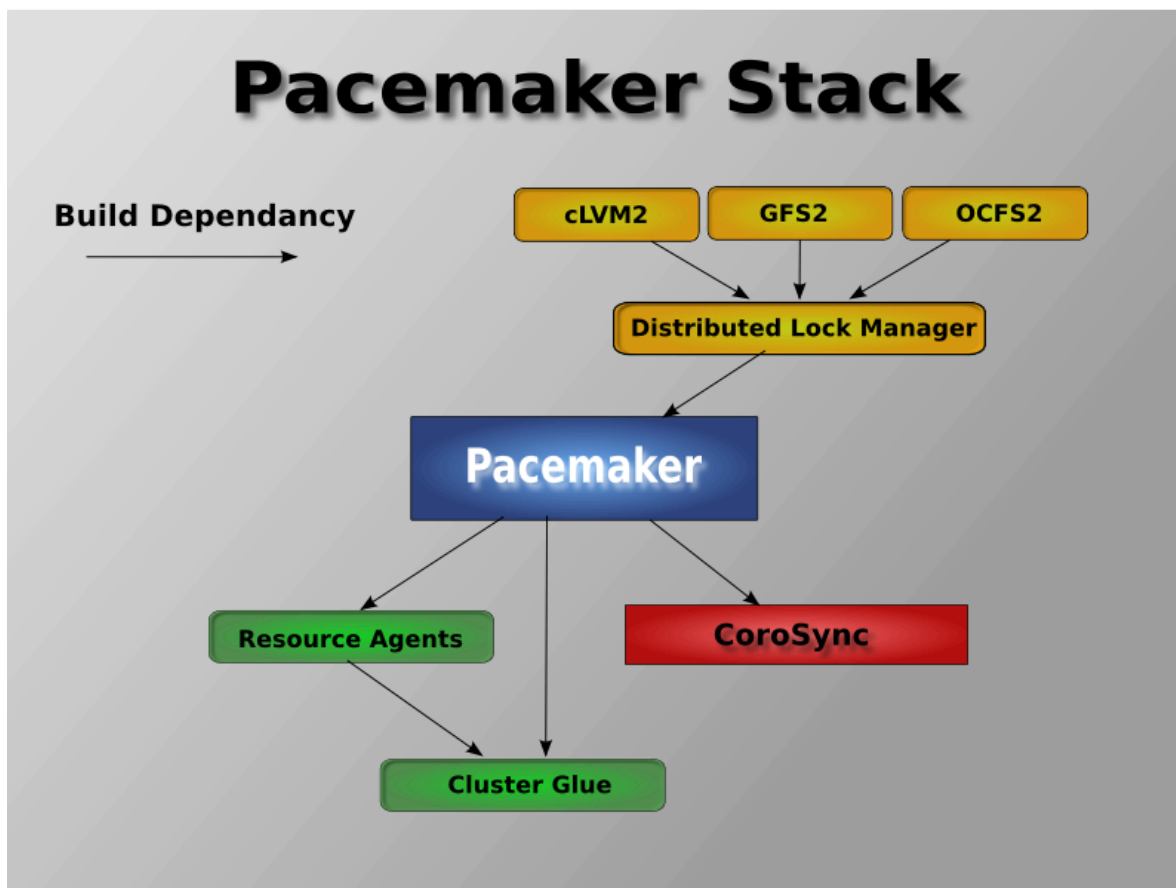 Pacemaker Stack
Build Dependancy
cLVM2
GFS2
OCFS2
Distributed Lock Manager
Pacemaker
Resource Agents
CoroSync
Cluster Glue